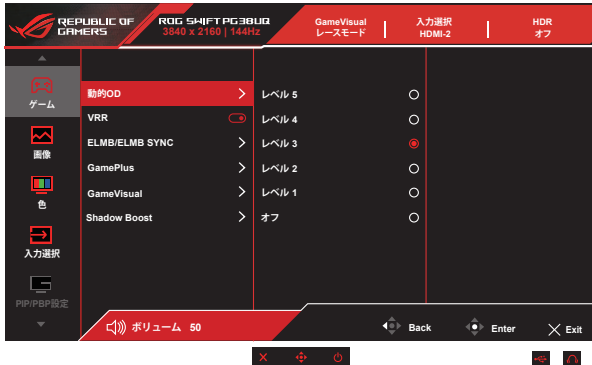 REPUBLIC OF
GAMERS
ROG SWIFT PG38UQ
3840 x 2160 | 144Hz
GameVisual
レースモード
入力選択
HDMI-2
HDR
オフ
ゲーム
画像
色
入力選択
PIP/PBP設定
動的OD
VRR
ELMB/ELMB SYNC
GamePlus
GameVisual
Shadow Boost
レベル 5
レベル 4
レベル 3
レベル 2
レベル 1
オフ
ボリューム 50
Back
Enter
Exit